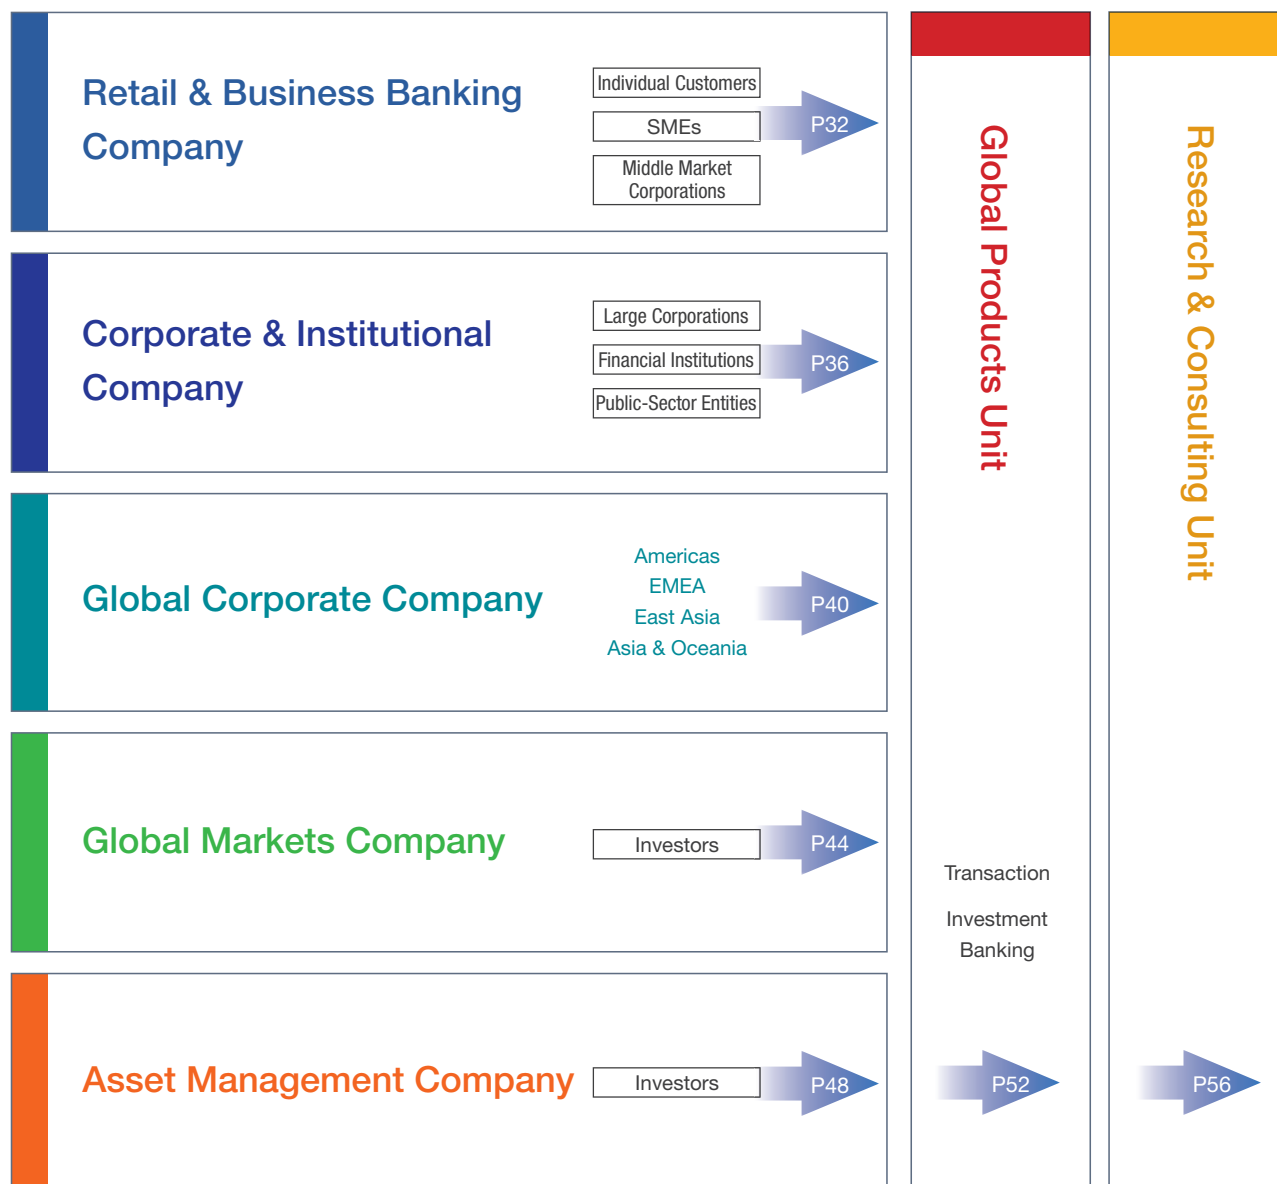 Retail & Business Banking
Company
Individual Customers
SMEs
Middle Market
Corporations
P32
Corporate & Institutional
Company
Large Corporations
Financial Institutions
Public-Sector Entities
P36
Global Corporate Company
Americas
EMEA
East Asia
Asia & Oceania
P40
Global Markets Company
Investors
P44
Asset Management Company
Investors
P48
Global Products Unit
Transaction
Investment
Banking
P52
Research & Consulting Unit
P56